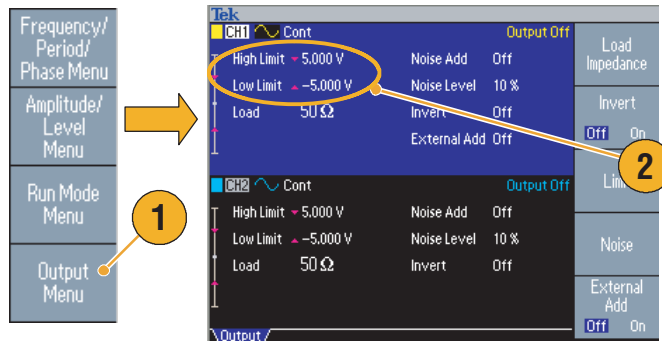 Frequency/
Period/
Phase Menu
Amplitude/
Level
Menu
Run Mode
Menu
Output
Menu
1
Tek
CH1 Cont Output Off
High Limit 5.000 V Noise Add Off
Low Limit -5.000 V Noise Level 10 %
Load 50 Ω Invert Off
External Add Off
CH2 Cont Output Off
High Limit 5.000 V Noise Add Off
Low Limit -5.000 V Noise Level 10 %
Load 50 Ω Invert Off
Output
Load
Impedance
Invert
Off On
2
Noise
External
Add
Off On